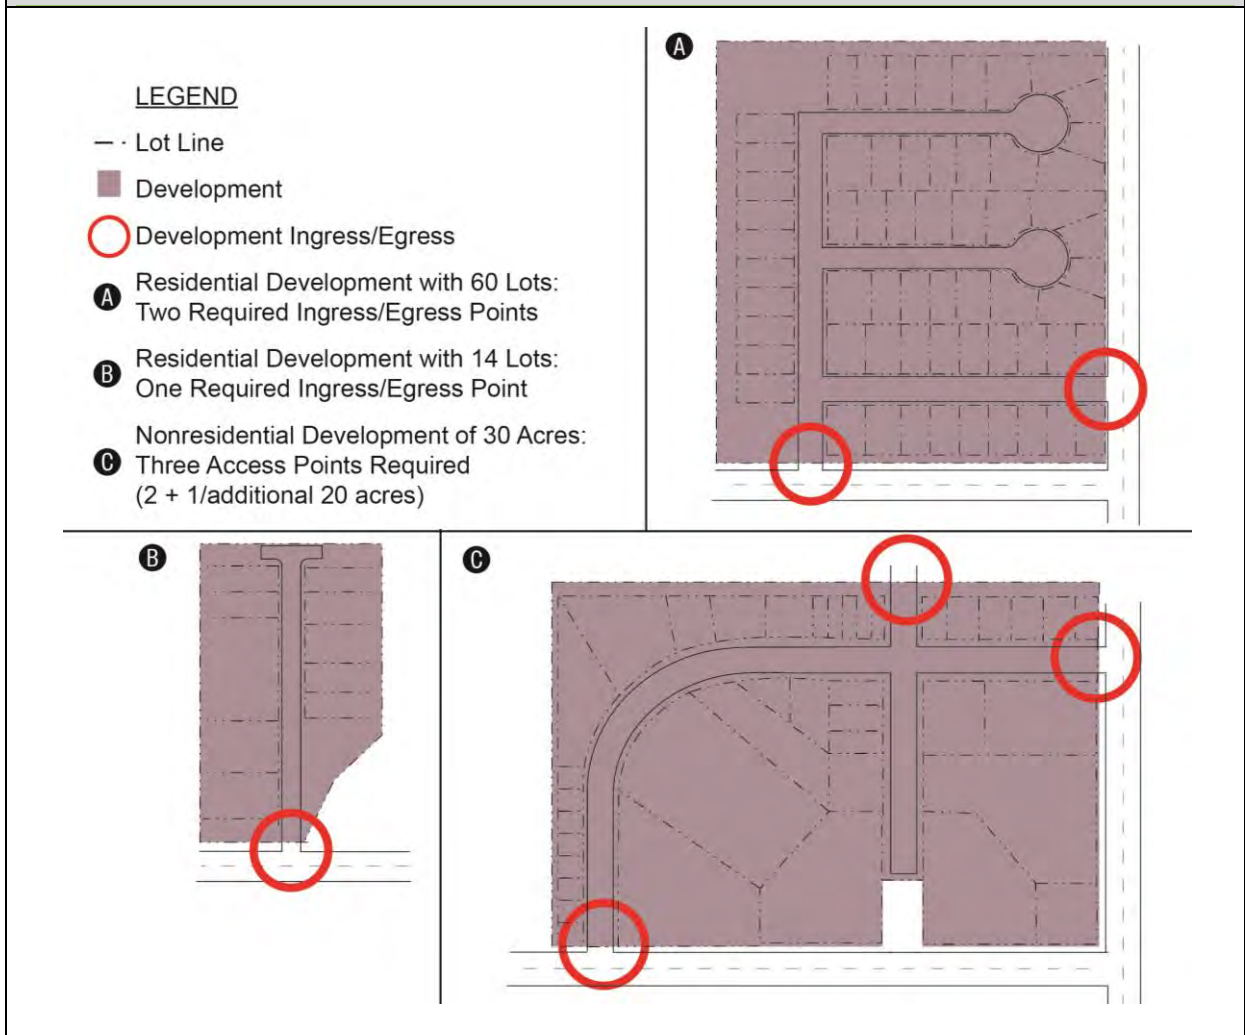 LEGEND
Lot Line
Development
Development Ingress/Egress
A Residential Development with 60 Lots:
Two Required Ingress/Egress Points
B Residential Development with 14 Lots:
One Required Ingress/Egress Point
C Nonresidential Development of 30 Acres:
Three Access Points Required
(2 + 1/additional 20 acres)
A
B
C